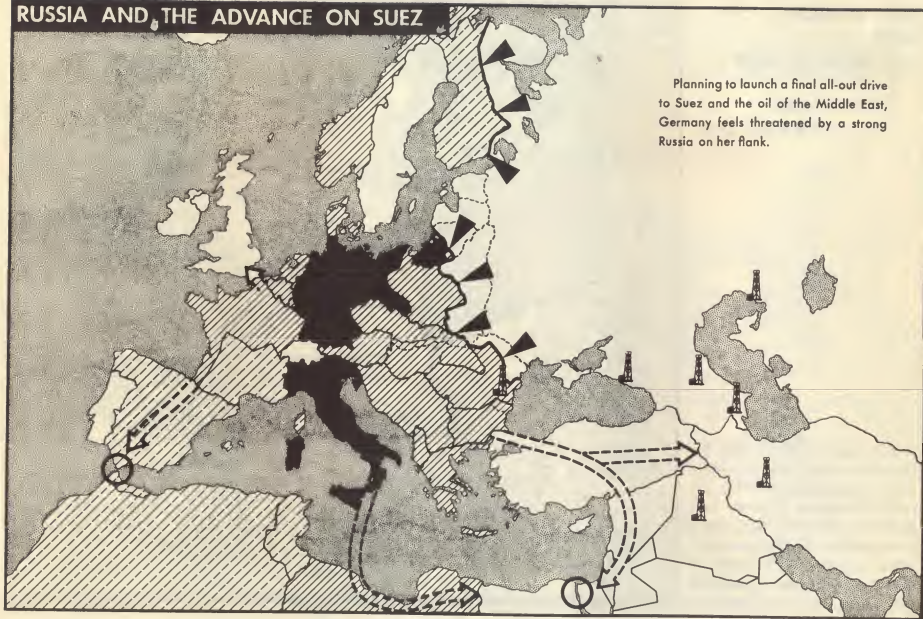 RUSSIA AND THE ADVANCE ON SUEZ
Planning to launch a final all-out drive
to Suez and the oil of the Middle East,
Germany feels threatened by a strong
Russia on her flank.